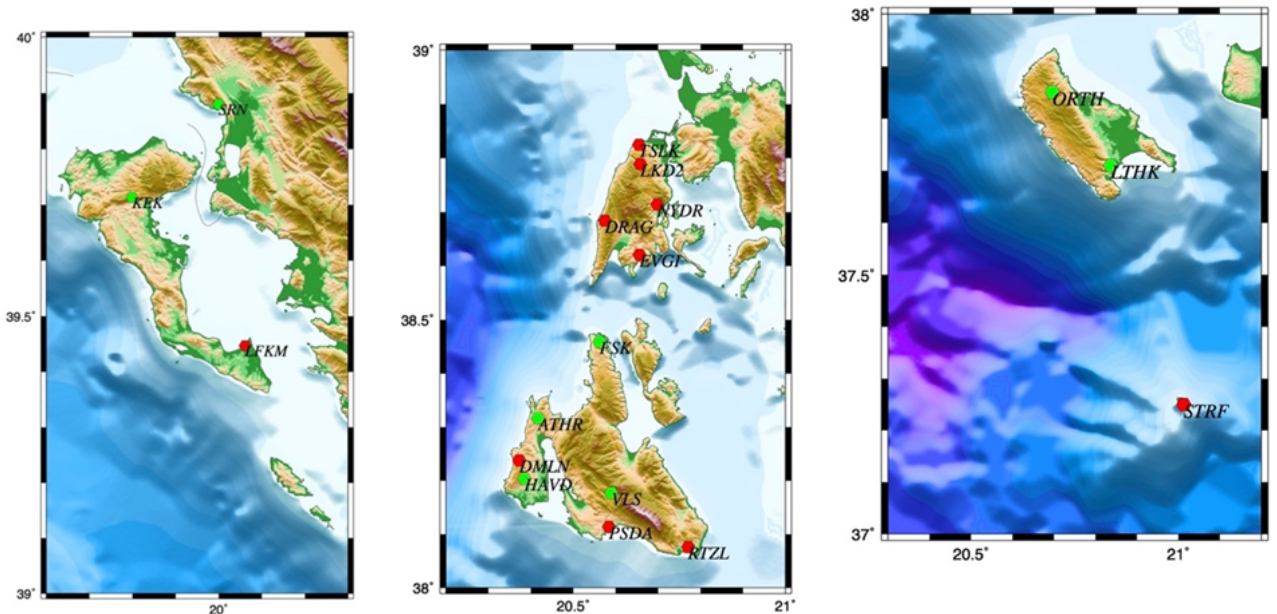 40°
SRN
KEK
39.5°
LFKM
39°
20°
39°
TSLK
LKD2
NYDR
DRAG
EVGI
38.5°
FSK
ATHR
DMLN
HAVD
VLS
PSDA
RTZL
38°
20.5°
21°
38°
ORTH
LTHK
37.5°
STRF
37°
20.5°
21°